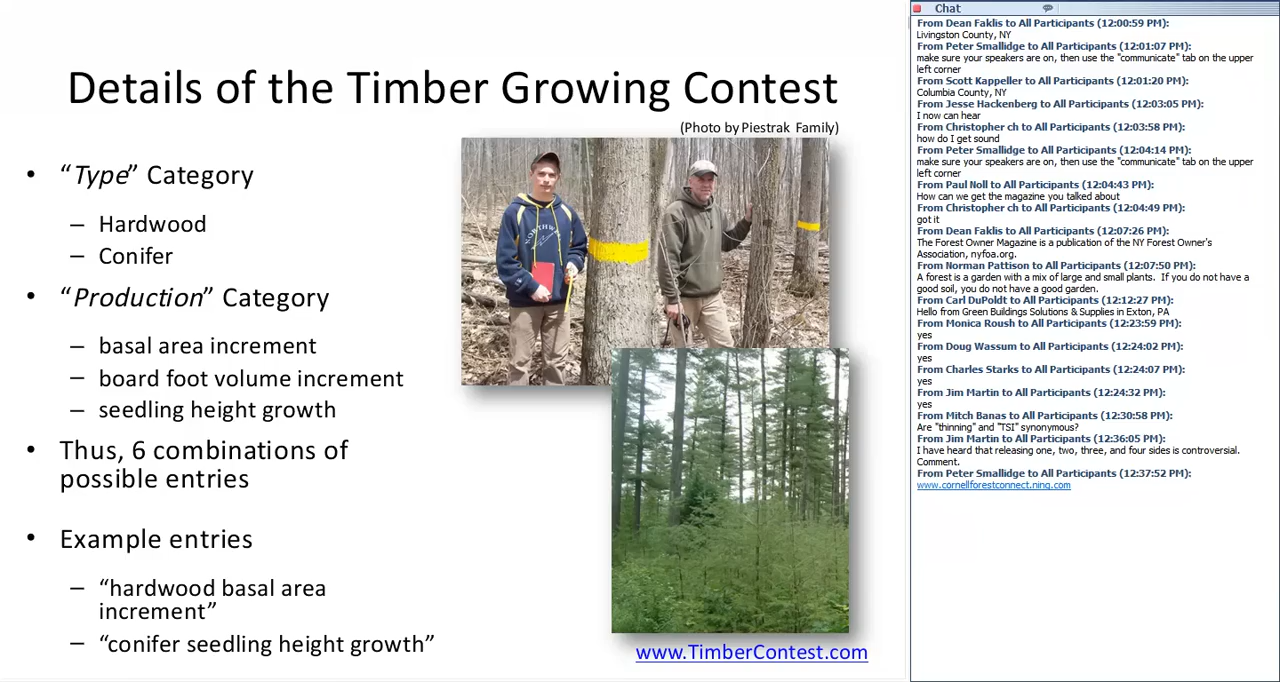 Details of the Timber Growing Contest
(Photo by Piestrak Family)
• “Type” Category
– Hardwood
– Conifer
• “Production” Category
– basal area increment
– board foot volume increment
– seedling height growth
• Thus, 6 combinations of
possible entries
• Example entries
– “hardwood basal area
increment”
– “conifer seedling height growth”
www.TimberContest.com
Chat
From Dean Faklis to All Participants (12:00:59 PM):
Livingston County, NY
From Peter Smallidge to All Participants (12:01:07 PM):
make sure your speakers are on, then use the "communicate" tab on the upper
left corner
From Scott Kappeller to All Participants (12:01:20 PM):
Columbia County, NY
From Jesse Hackenberg to All Participants (12:03:05 PM):
I now can hear
From Christopher ch to All Participants (12:03:58 PM):
how do I get sound
From Peter Smallidge to All Participants (12:04:14 PM):
make sure your speakers are on, then use the "communicate" tab on the upper
left corner
From Paul Noll to All Participants (12:04:43 PM):
How can we get the magazine you talked about
From Christopher ch to All Participants (12:04:49 PM):
got it
From Dean Faklis to All Participants (12:07:26 PM):
The Forest Owner Magazine is a publication of the NY Forest Owner's
Association, nyfoa.org.
From Norman Pattison to All Participants (12:07:50 PM):
A forest is a garden with a mix of large and small plants.  If you do not have a
good soil, you do not have a good garden.
From Carl DuPoldt to All Participants (12:12:27 PM):
Hello from Green Buildings Solutions & Supplies in Exton, PA
From Monica Roush to All Participants (12:23:59 PM):
yes
From Doug Wassum to All Participants (12:24:02 PM):
yes
From Charles Starks to All Participants (12:24:07 PM):
yes
From Jim Martin to All Participants (12:24:32 PM):
yes
From Mitch Banas to All Participants (12:30:58 PM):
Are "thinning" and "TSI" synonymous?
From Jim Martin to All Participants (12:36:05 PM):
I have heard that releasing one, two, three, and four sides is controversial.
Comment.
From Peter Smallidge to All Participants (12:37:52 PM):
www.cornellforestconnect.ning.com